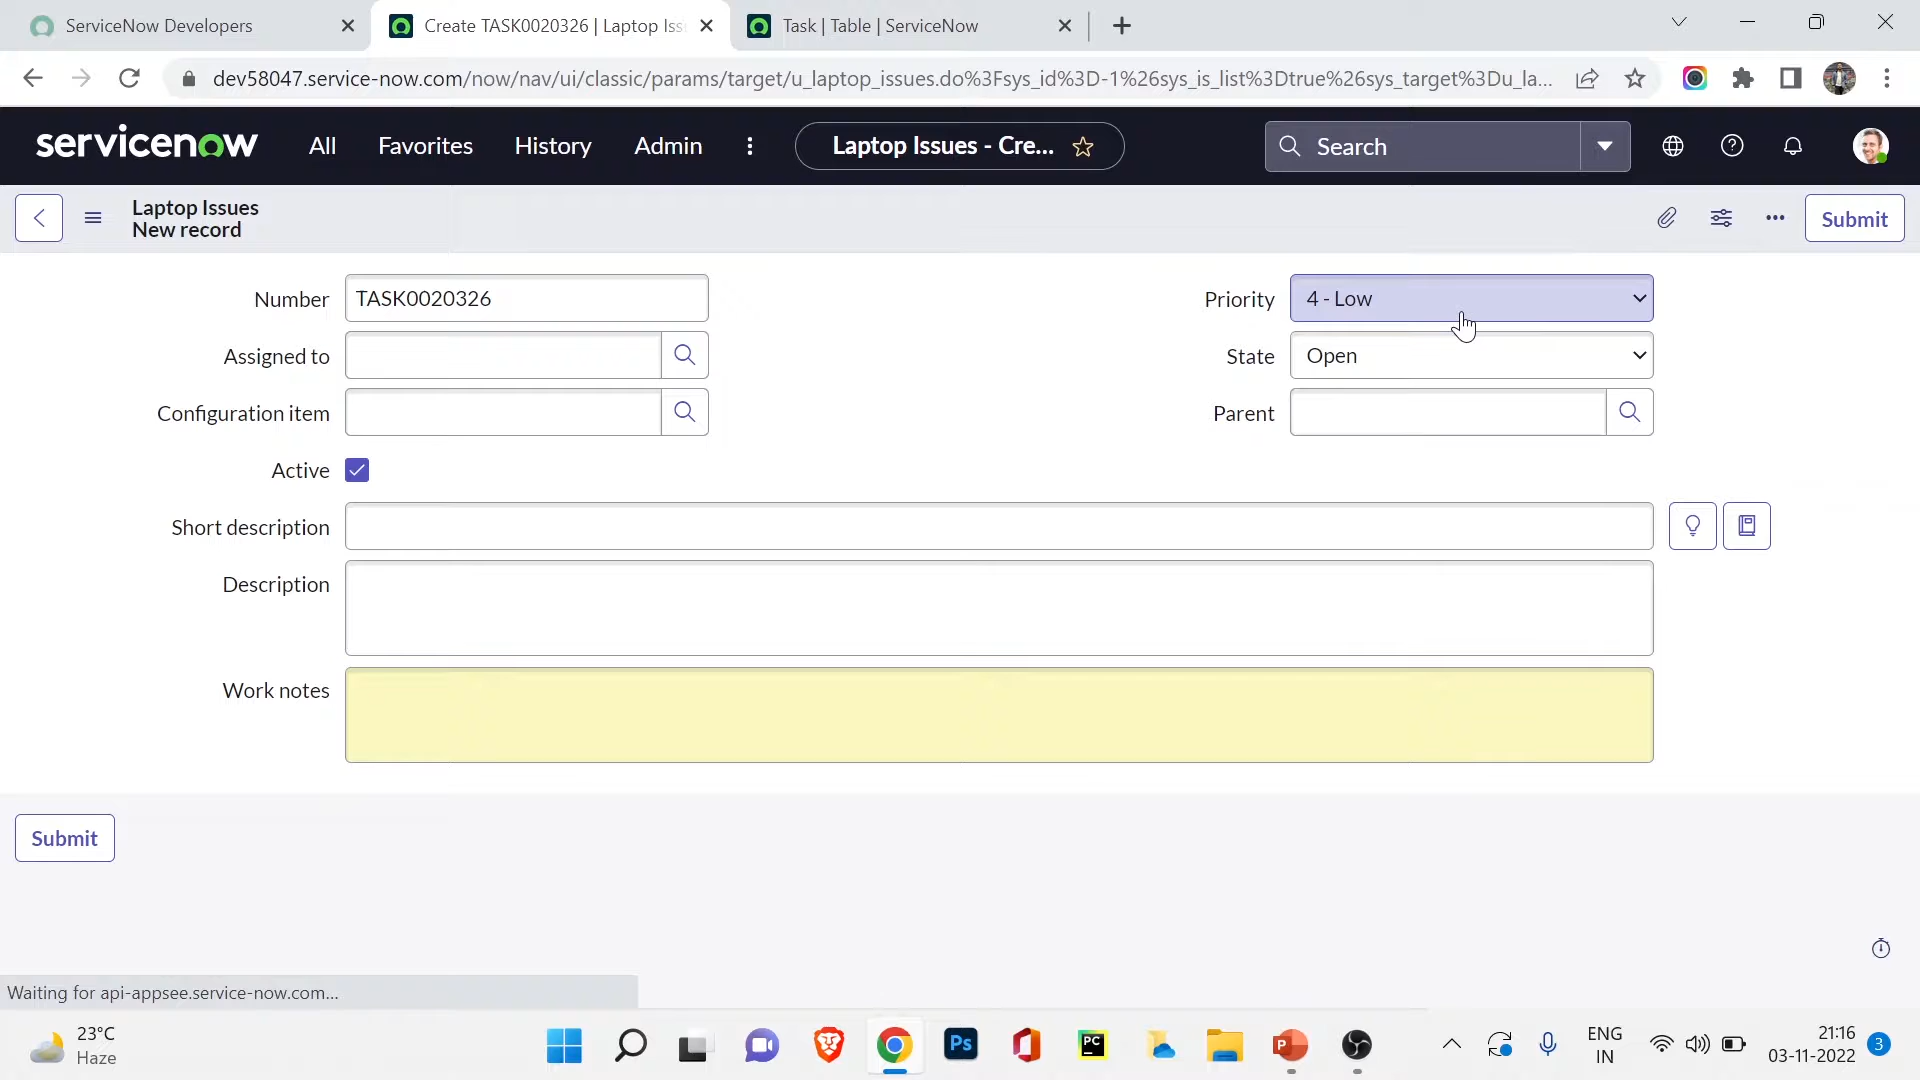 ServiceNow Developers
Create TASK0020326 | Laptop Iss
Task | Table | ServiceNow
dev58047.service-now.com/now/nav/ui/classic/params/target/u_laptop_issues.do%3Fsys_id%3D-1%26sys_is_list%3Dtrue%26sys_target%3Du_la...
servicenow
All
Favorites
History
Admin
Laptop Issues - Cre...
Search
Laptop Issues
New record
Submit
Number
TASK0020326
Priority
4 - Low
Assigned to
State
Open
Configuration item
Parent
Active
Short description
Description
Work notes
Submit
Waiting for api-appsee.service-now.com...
23°C
Haze
Ps
PC
P
ENG
IN
21:16
03-11-2022
3